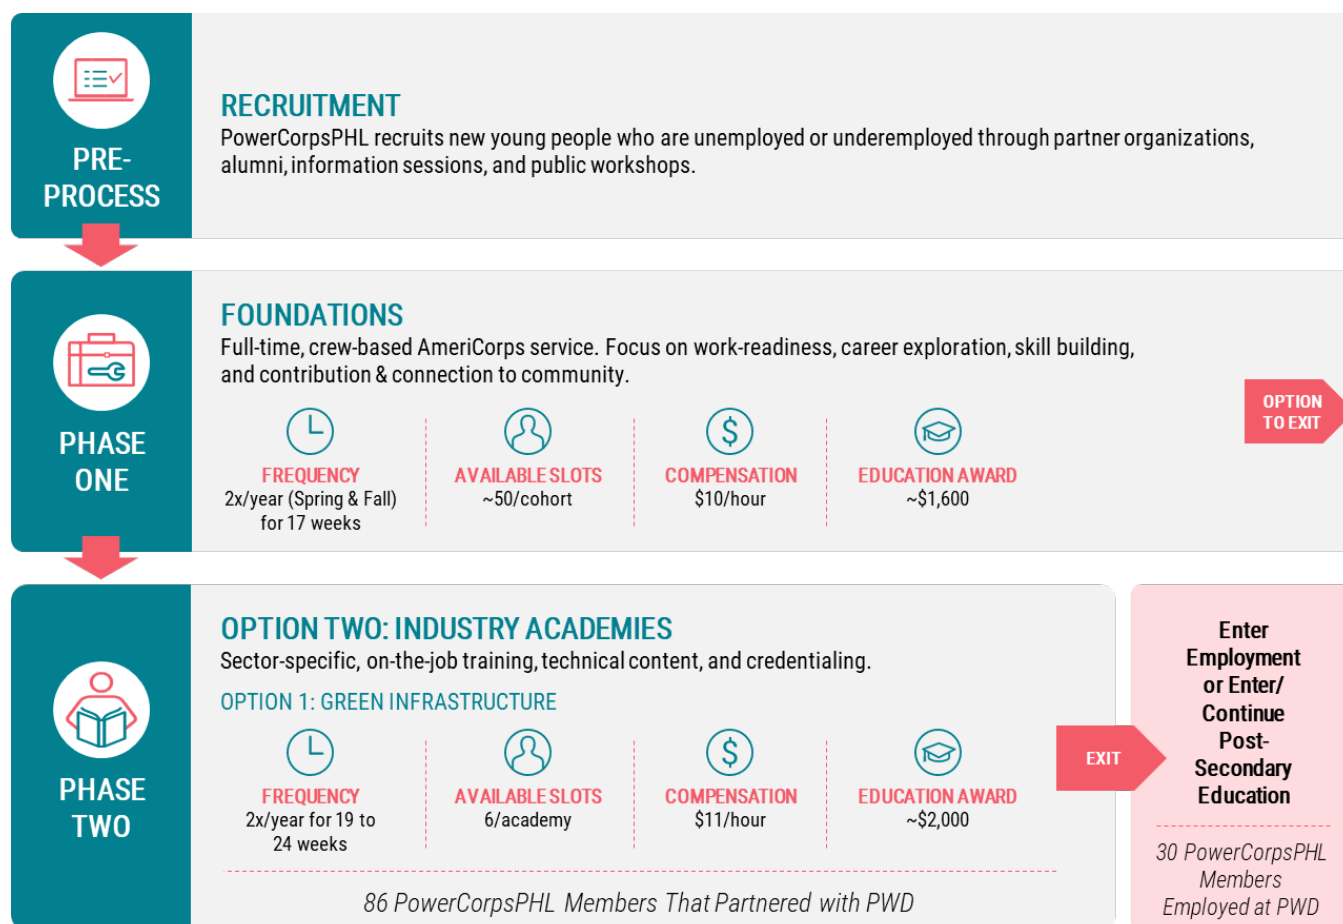 PRE-
PROCESS
RECRUITMENT
PowerCorpsPHL recruits new young people who are unemployed or underemployed through partner organizations,
alumni, information sessions, and public workshops.
PHASE
ONE
FOUNDATIONS
Full-time, crew-based AmeriCorps service. Focus on work-readiness, career exploration, skill building,
and contribution & connection to community.
FREQUENCY
2x/year (Spring & Fall)
for 17 weeks
AVAILABLE SLOTS
~50/cohort
COMPENSATION
$10/hour
EDUCATION AWARD
~$1,600
OPTION
TO EXIT
PHASE
TWO
OPTION TWO: INDUSTRY ACADEMIES
Sector-specific, on-the-job training, technical content, and credentialing.
OPTION 1: GREEN INFRASTRUCTURE
FREQUENCY
2x/year for 19 to
24 weeks
AVAILABLE SLOTS
6/academy
COMPENSATION
$11/hour
EDUCATION AWARD
~$2,000
86 PowerCorpsPHL Members That Partnered with PWD
EXIT
Enter
Employment
or Enter/
Continue
Post-
Secondary
Education
30 PowerCorpsPHL
Members
Employed at PWD